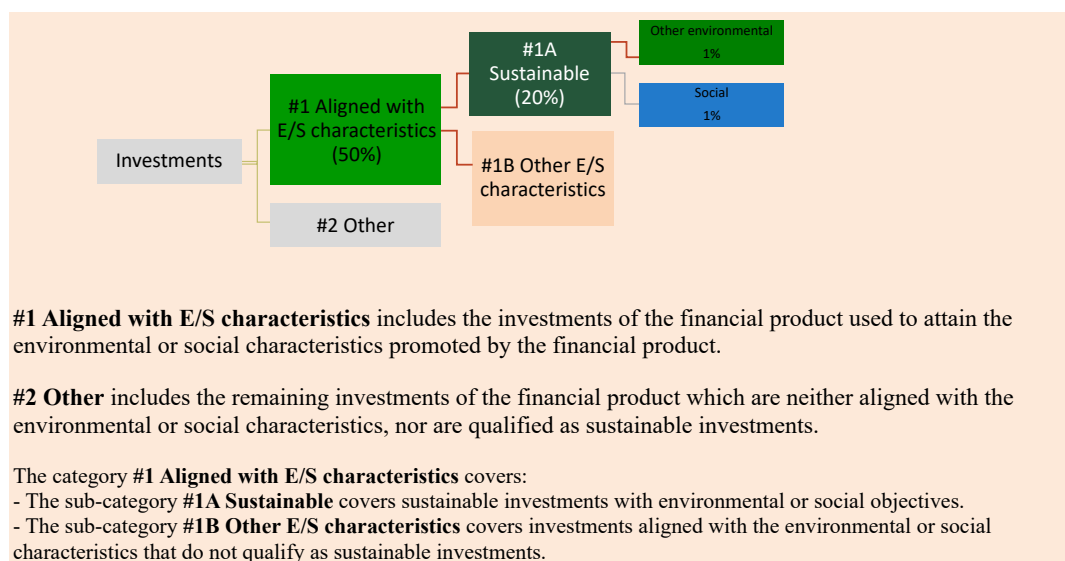 Other environmental
1%
#1A
Sustainable
(20%)
Social
1%
#1 Aligned with
E/S characteristics
(50%)
Investments
#1B Other E/S
characteristics
#2 Other
#1 Aligned with E/S characteristics includes the investments of the financial product used to attain the
environmental or social characteristics promoted by the financial product.
#2 Other includes the remaining investments of the financial product which are neither aligned with the
environmental or social characteristics, nor are qualified as sustainable investments.
The category #1 Aligned with E/S characteristics covers:
- The sub-category #1A Sustainable covers sustainable investments with environmental or social objectives.
- The sub-category #1B Other E/S characteristics covers investments aligned with the environmental or social
characteristics that do not qualify as sustainable investments.